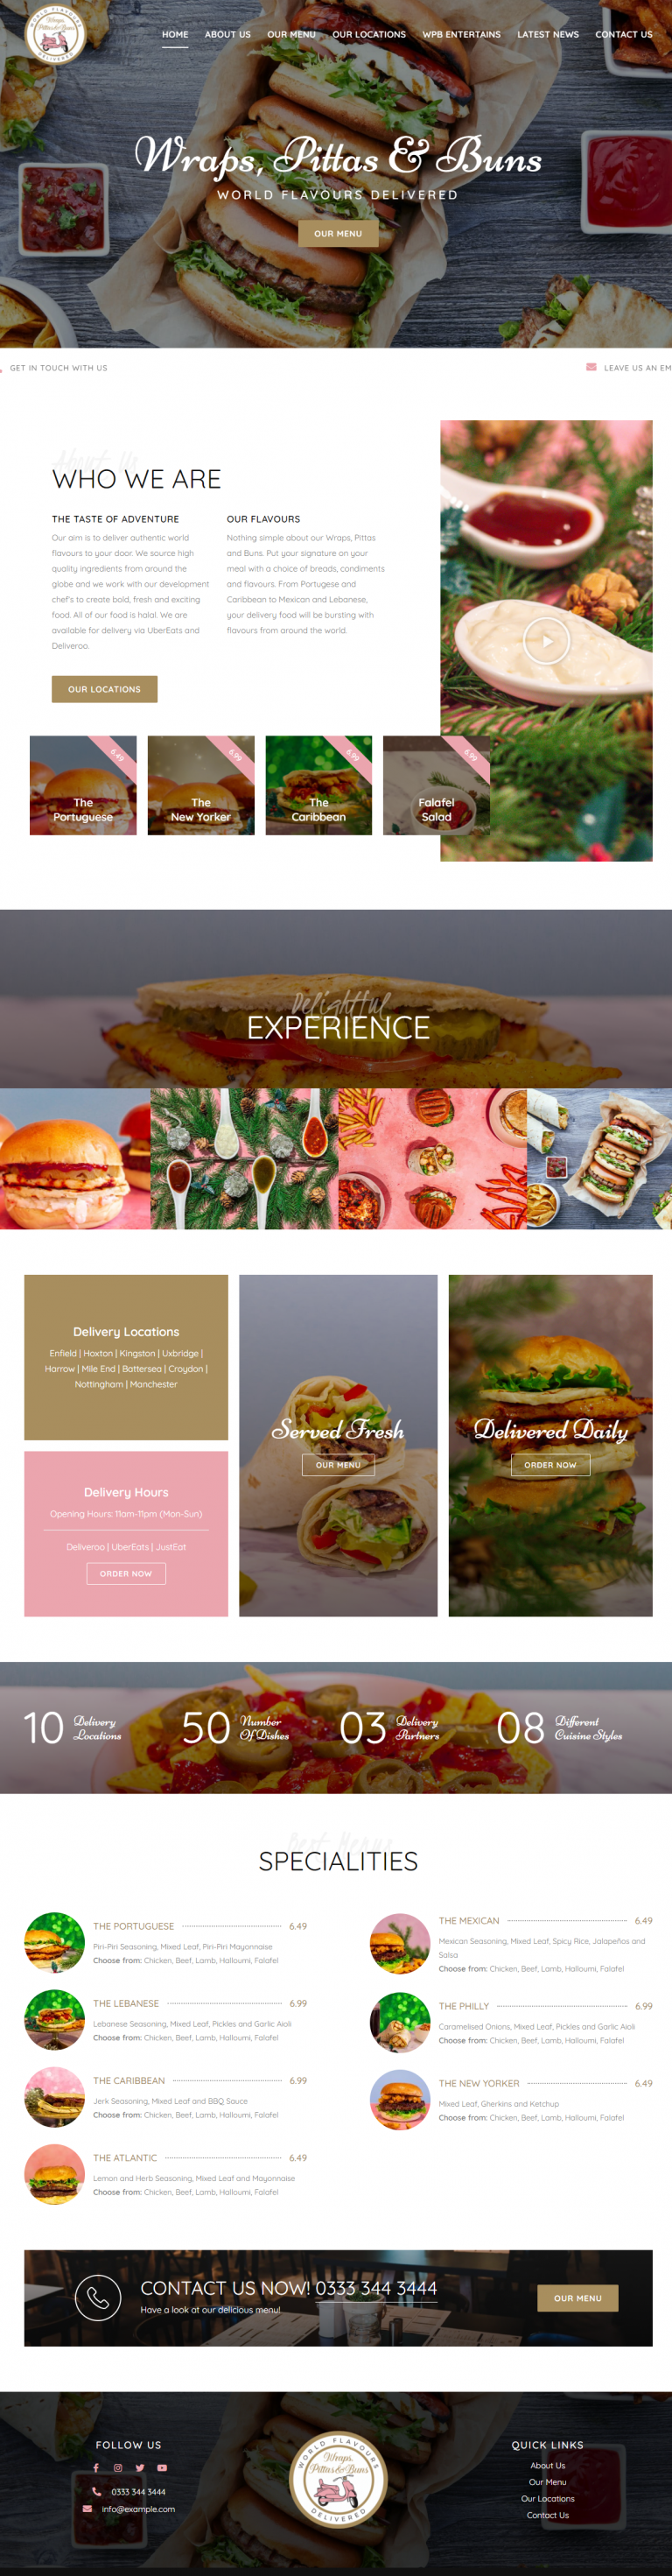 WORLD FLAVOURS
Wraps,
Pittas & Buns
DELIVERED
HOME ABOUT US OUR MENU OUR LOCATIONS WPB ENTERTAINS LATEST NEWS CONTACT US
Wraps, Pittas & Buns
WORLD FLAVOURS DELIVERED
OUR MENU
GET IN TOUCH WITH US
LEAVE US AN EM
About Us
WHO WE ARE
THE TASTE OF ADVENTURE
Our aim is to deliver authentic world
flavours to your door. We source high
quality ingredients from around the
globe and we work with our development
chef's to create bold, fresh and exciting
food. All of our food is halal. We are
available for delivery via UberEats and
Deliveroo.
OUR FLAVOURS
Nothing simple about our Wraps, Pittas
and Buns. Put your signature on your
meal with a choice of breads, condiments
and flavours. From Portugese and
Caribbean to Mexican and Lebanese,
your delivery food will be bursting with
flavours from around the world.
OUR LOCATIONS
6.49
The
Portuguese
6.99
The
New Yorker
6.99
The
Caribbean
6.99
Falafel
Salad
Delightful
EXPERIENCE
Delivery Locations
Enfield | Hoxton | Kingston | Uxbridge |
Harrow | Mile End | Battersea | Croydon |
Nottingham | Manchester
Delivery Hours
Opening Hours: 11am-11pm (Mon-Sun)
Deliveroo | UberEats | JustEat
ORDER NOW
Served Fresh
OUR MENU
Delivered Daily
ORDER NOW
10 Delivery
Locations
50 Number
Of Dishes
03 Delivery
Partners
08 Different
Cuisine Styles
Best Menus
SPECIALITIES
THE PORTUGUESE 6.49
Piri-Piri Seasoning, Mixed Leaf, Piri-Piri Mayonnaise
Choose from: Chicken, Beef, Lamb, Halloumi, Falafel
THE LEBANESE 6.99
Lebanese Seasoning, Mixed Leaf, Pickles and Garlic Aioli
Choose from: Chicken, Beef, Lamb, Halloumi, Falafel
THE CARIBBEAN 6.99
Jerk Seasoning, Mixed Leaf and BBQ Sauce
Choose from: Chicken, Beef, Lamb, Halloumi, Falafel
THE ATLANTIC 6.49
Lemon and Herb Seasoning, Mixed Leaf and Mayonnaise
Choose from: Chicken, Beef, Lamb, Halloumi, Falafel
THE MEXICAN 6.49
Mexican Seasoning, Mixed Leaf, Spicy Rice, Jalapeños and
Salsa
Choose from: Chicken, Beef, Lamb, Halloumi, Falafel
THE PHILLY 6.99
Caramelised Onions, Mixed Leaf, Pickles and Garlic Aioli
Choose from: Chicken, Beef, Lamb, Halloumi, Falafel
THE NEW YORKER 6.49
Mixed Leaf, Gherkins and Ketchup
Choose from: Chicken, Beef, Lamb, Halloumi, Falafel
CONTACT US NOW! 0333 344 3444
Have a look at our delicious menu!
OUR MENU
FOLLOW US
0333 344 3444
info@example.com
WORLD FLAVOURS
Wraps,
Pittas & Buns
DELIVERED
QUICK LINKS
About Us
Our Menu
Our Locations
Contact Us